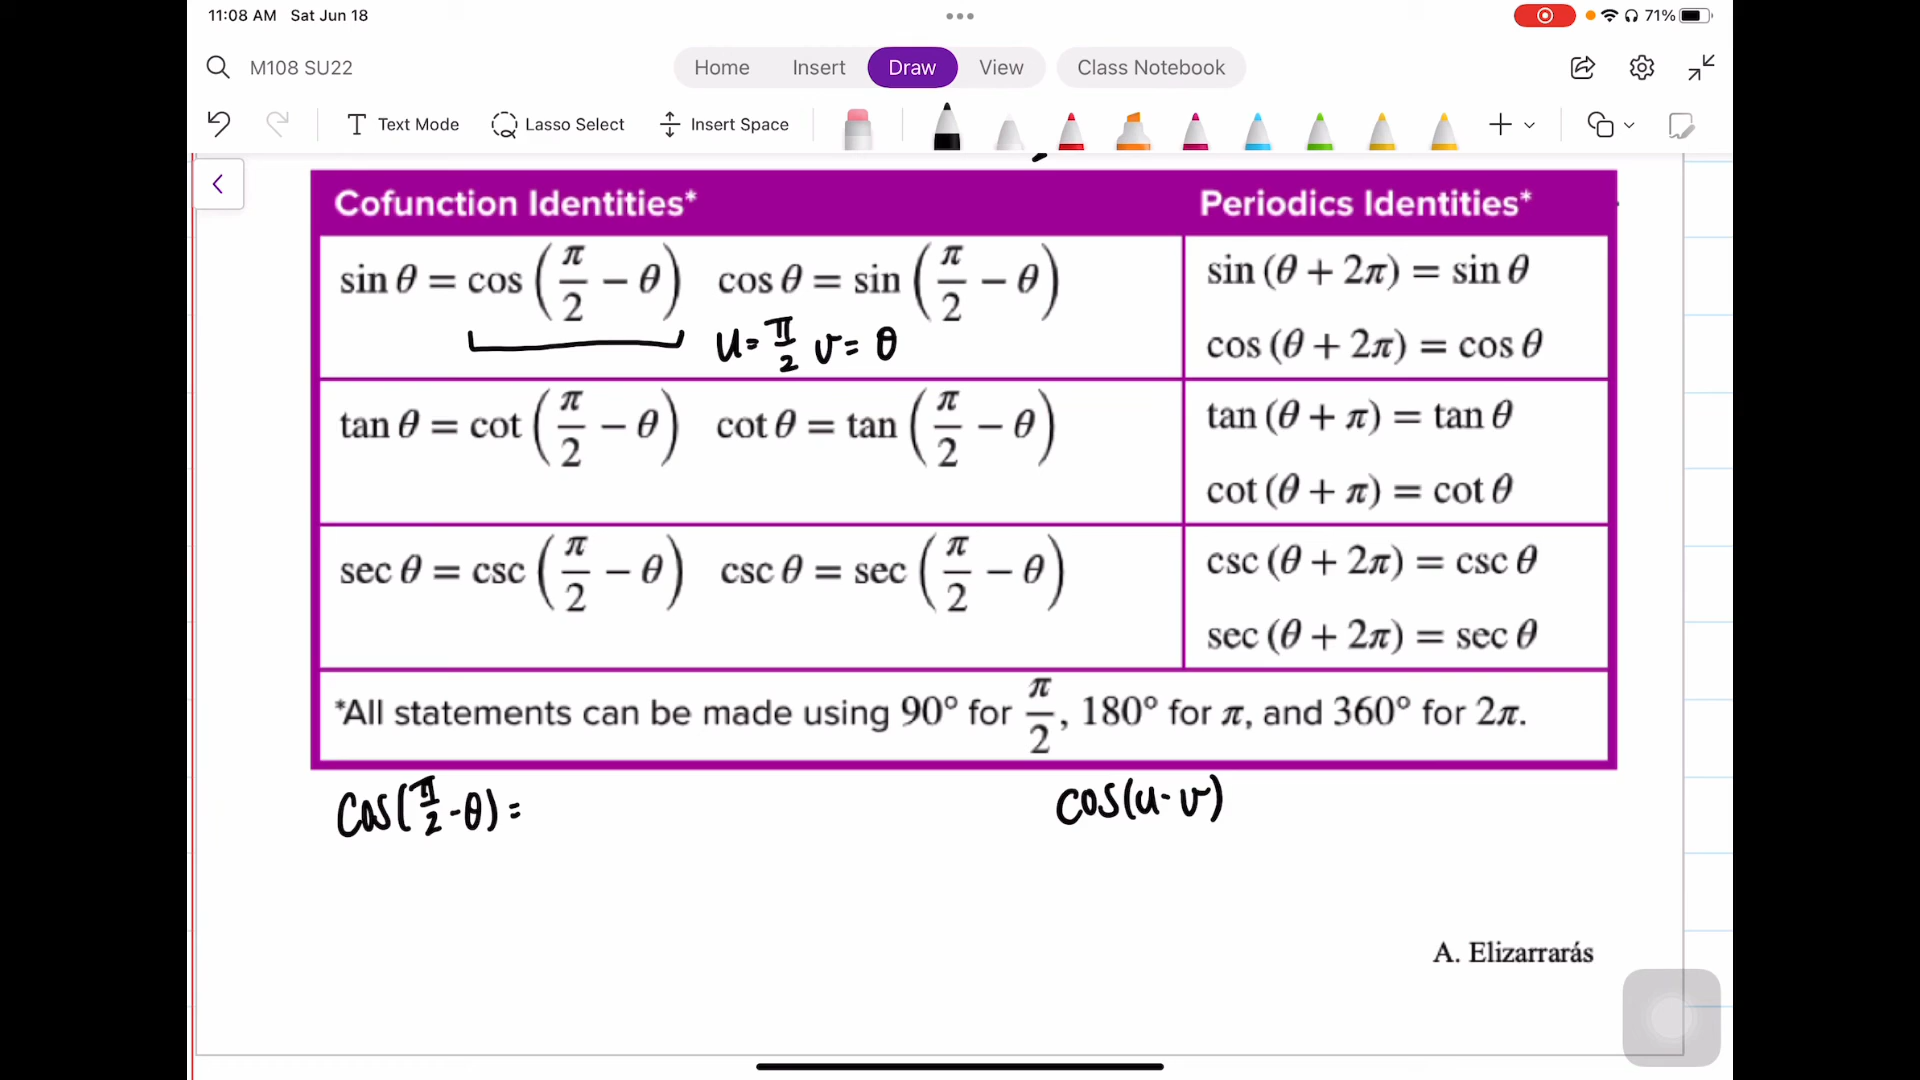 11:08 AM Sat Jun 18
71%
M108 SU22
Home Insert Draw View Class Notebook
Text Mode Lasso Select Insert Space
Cofunction Identities* Periodics Identities*
sin θ = cos (π/2 − θ) cos θ = sin (π/2 − θ) sin (θ + 2π) = sin θ
u = π/2 v = θ cos (θ + 2π) = cos θ
tan θ = cot (π/2 − θ) cot θ = tan (π/2 − θ) tan (θ + π) = tan θ
cot (θ + π) = cot θ
sec θ = csc (π/2 − θ) csc θ = sec (π/2 − θ) csc (θ + 2π) = csc θ
sec (θ + 2π) = sec θ
*All statements can be made using 90° for π/2, 180° for π, and 360° for 2π.
Cos(π/2 - θ) = cos(u - v)
A. Elizarrarás